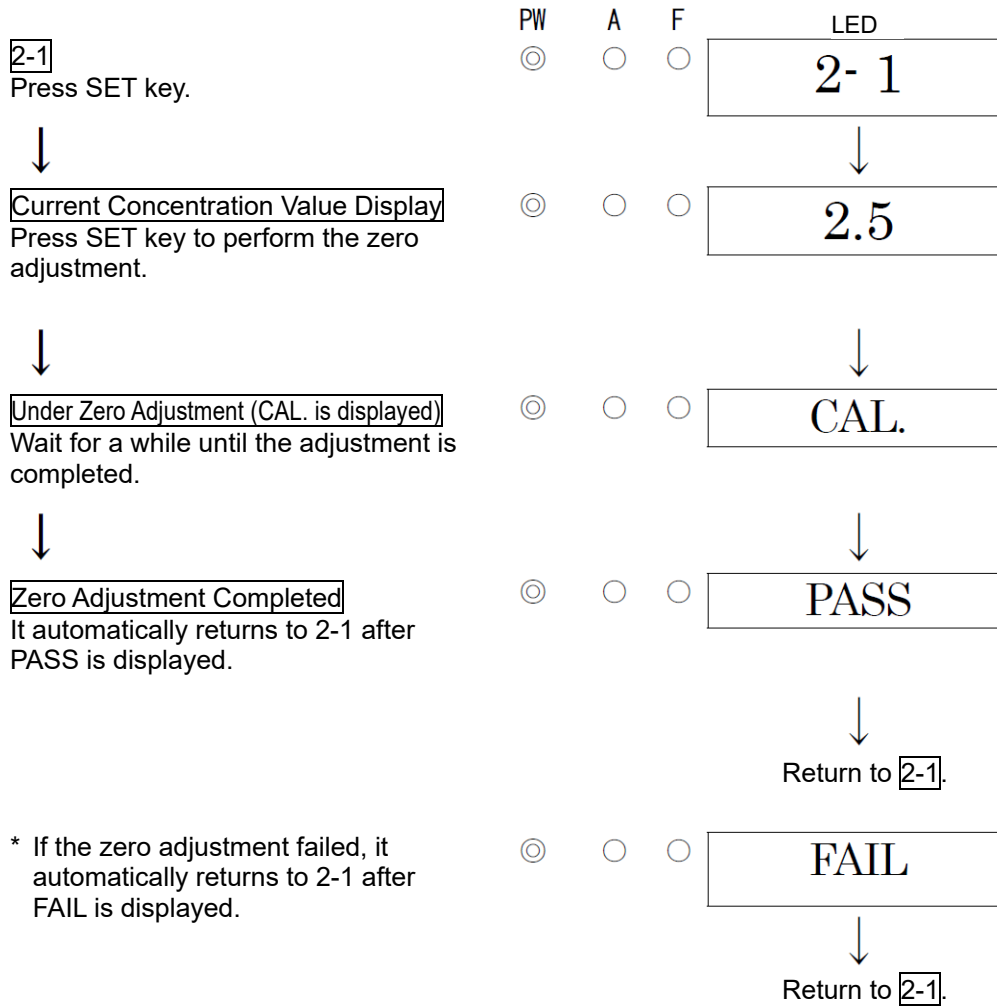 PW A F LED
2-1
Press SET key.
2- 1
Current Concentration Value Display
Press SET key to perform the zero
adjustment.
2.5
Under Zero Adjustment (CAL. is displayed)
Wait for a while until the adjustment is
completed.
CAL.
Zero Adjustment Completed
It automatically returns to 2-1 after
PASS is displayed.
PASS
Return to 2-1.
* If the zero adjustment failed, it
automatically returns to 2-1 after
FAIL is displayed.
FAIL
Return to 2-1.